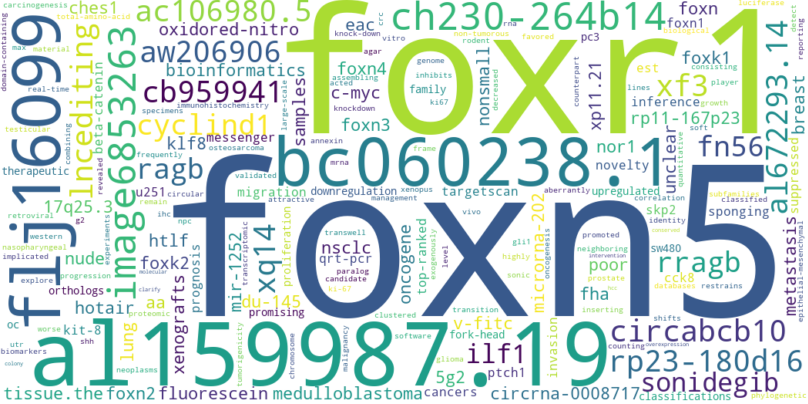 foxr1
foxn5
al159987.19
bc060238.1
flj16099
image6853263
ch230-264b14
ac106980.5
al672293.14
aw206906
cb959941
cyclind1
lncediting
ragb
xf3
fn56
rragb
xq14
ilf1
circabcb10
rp23-180d16
sonidegib
oxidored-nitro
bioinformatics
ches1
eac
foxn4
c-myc
family
foxn3
samples
nonsmall
est
inference
rp11-167p23
xp11.21
foxk1
foxn
foxn1
breast
nor1
novelty
unclear
klf8
messenger
u251
migration
downregulation
targetscan
upregulated
microrna-202
skp2
sponging
metastasis
17q25.3
nude
htlf
foxk2
mir-1252
prognosis
proliferation
nsclc
qrt-pcr
oncogene
top-ranked
poor
fha
cck8
orthologs
hotair
aa
xenografts
du-145
promising
v-fitc
fork-head
invasion
oc
kit-8
lung
5g2
ptch1
tissue.the
foxn2
fluorescein
medulloblastoma
cancers
circrna-0008717
classifications
phylogenetic
carcinogenesis
total-amino-acid
domain-containing
max
material
real-time
testicular
combining
therapeutic
specimens
immunohistochemistry
frequently
osteosarcoma
revealed
beta-catenin
validated
circular
attractive
management
xenopus
mrna
frame
annexin
large-scale
knock-down
vitro
crc
rna
agar
assembling
acted
knockdown
genome
inhibits
ki67
non-tumorous
rodent
favored
pc3
decreased
lines
consisting
player
growth
biological
luciferase
counterpart
detect
reporting
suppressed
quantitative
soft
correlation
aberrantly
subfamilies
classified
identity
conserved
sw480
neighboring
intervention
databases
restrains
prostate
promoted
gli1
highly
sonic
oncogenesis
transition
inserting
shifts
counting
overexpression
epithelial-mesenchymal
vivo
transwell
paralog
candidate
ki-67
level
exogenously
clustered
software
glioma
malignancy
chromosome
tumorigenicity
transcriptomic
remain
ihc
npc
g2
retroviral
western
nasopharyngeal
implicated
explore
progression
molecular
experiments
clarify
proteomic
worse
shh
neoplasms
utr
biomarkers
colony